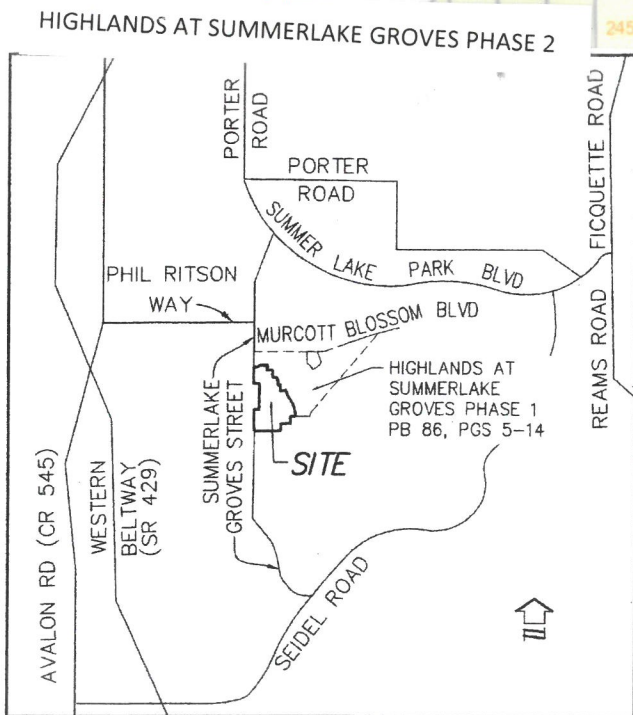 HIGHLANDS AT SUMMERLAKE GROVES PHASE 2
245
PORTER
ROAD
PORTER
ROAD
FICQUETTE ROAD
SUMMER LAKE PARK BLVD
PHIL RITSON
WAY
MURCOTT BLOSSOM BLVD
REAMS ROAD
HIGHLANDS AT
SUMMERLAKE
GROVES PHASE 1
PB 86, PGS 5-14
SUMMERLAKE
GROVES STREET
SITE
AVALON RD (CR 545)
WESTERN
BELTWAY
(SR 429)
SEIDEL ROAD